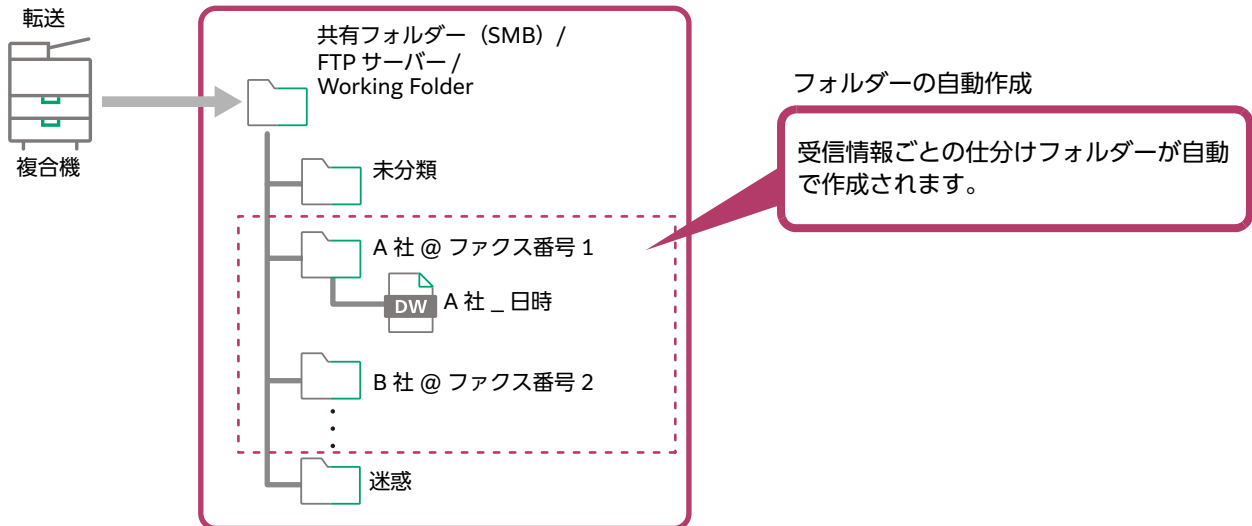 転送
複合機
共有フォルダー（SMB）/
FTP サーバー /
Working Folder
未分類
A 社 @ ファクス番号 1
DW
A 社 _ 日時
B 社 @ ファクス番号 2
迷惑
フォルダーの自動作成
受信情報ごとの仕分けフォルダーが自動
で作成されます。